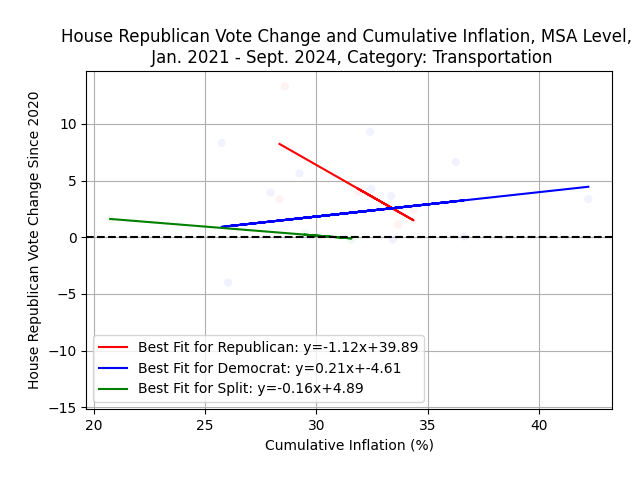 House Republican Vote Change and Cumulative Inflation, MSA Level,
Jan. 2021 - Sept. 2024, Category: Transportation
House Republican Vote Change Since 2020
10
5
0
−5
−10
−15
Best Fit for Republican: y=-1.12x+39.89
Best Fit for Democrat: y=0.21x+-4.61
Best Fit for Split: y=-0.16x+4.89
20 25 30 35 40
Cumulative Inflation (%)